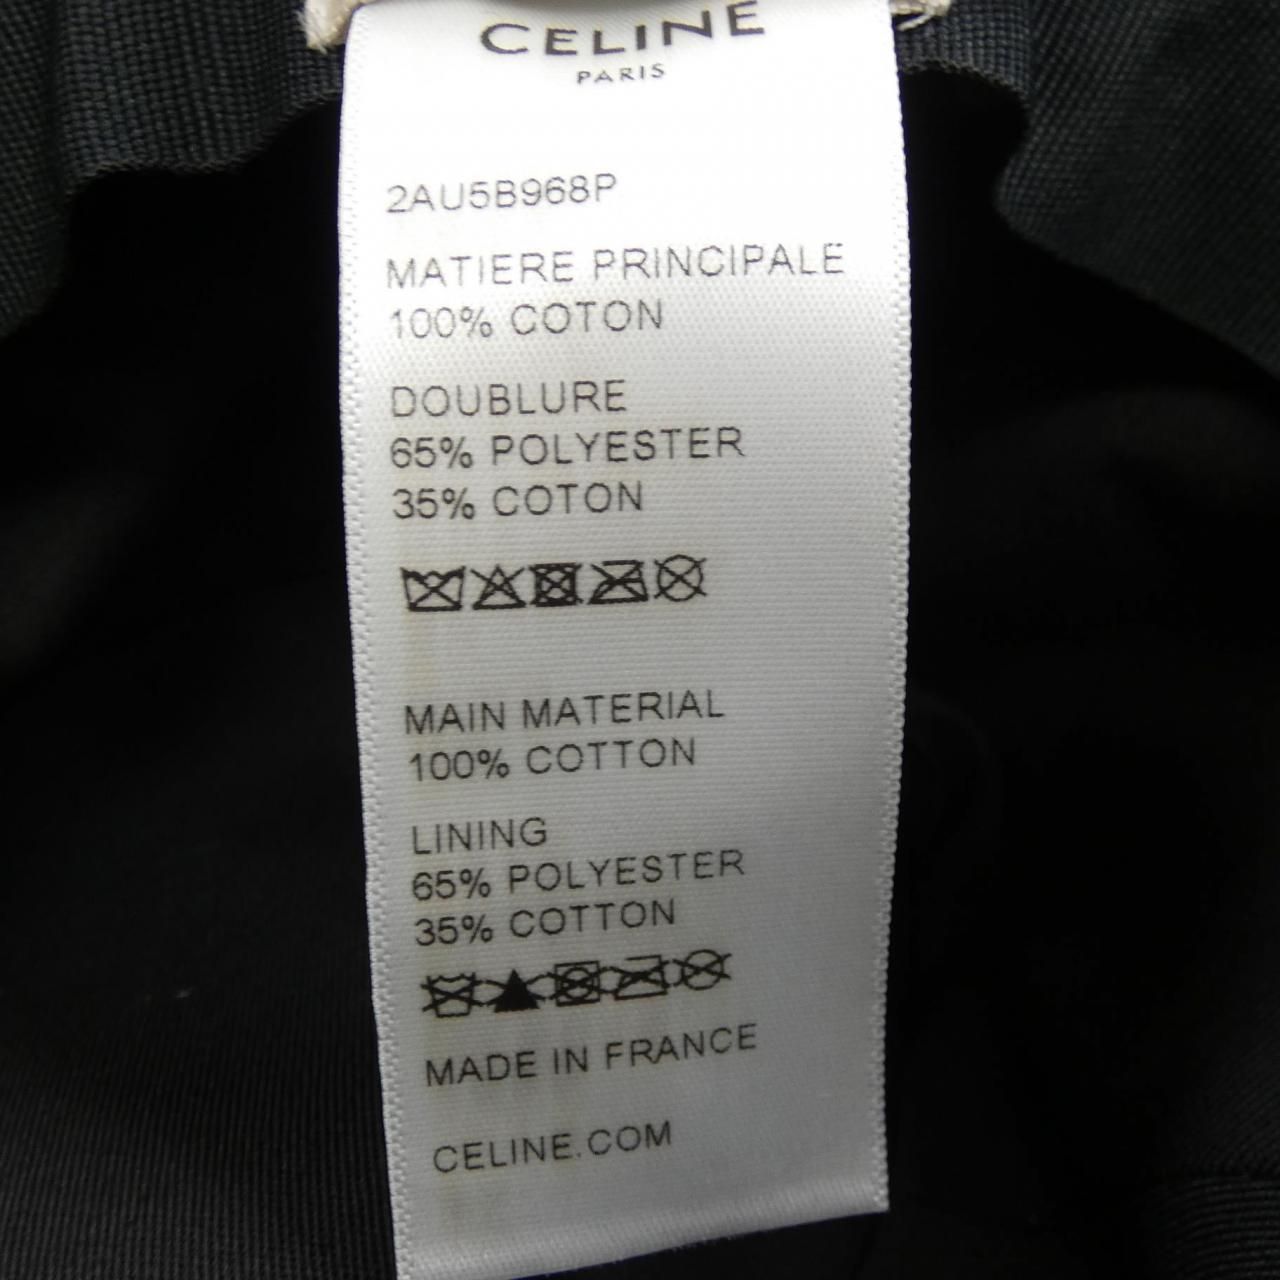 CELINE
PARIS
2AU5B968P
MATIERE PRINCIPALE
100% COTON
DOUBLURE
65% POLYESTER
35% COTON
MAIN MATERIAL
100% COTTON
LINING
65% POLYESTER
35% COTTON
MADE IN FRANCE
CELINE.COM